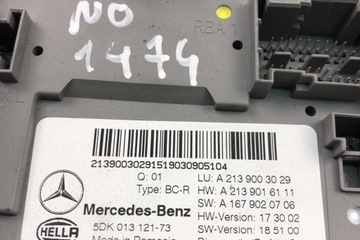 NO
1474
RBA 1
21390030291519030905104
Q: 01 LU: A 213 900 30 29
Type: BC-R HW: A 213 901 61 11
SW: A 167 902 07 06
Mercedes-Benz HW-Version: 17 30 02
HELLA 5DK 013 121-73 SW-Version: 18 51 00
Made in Romania